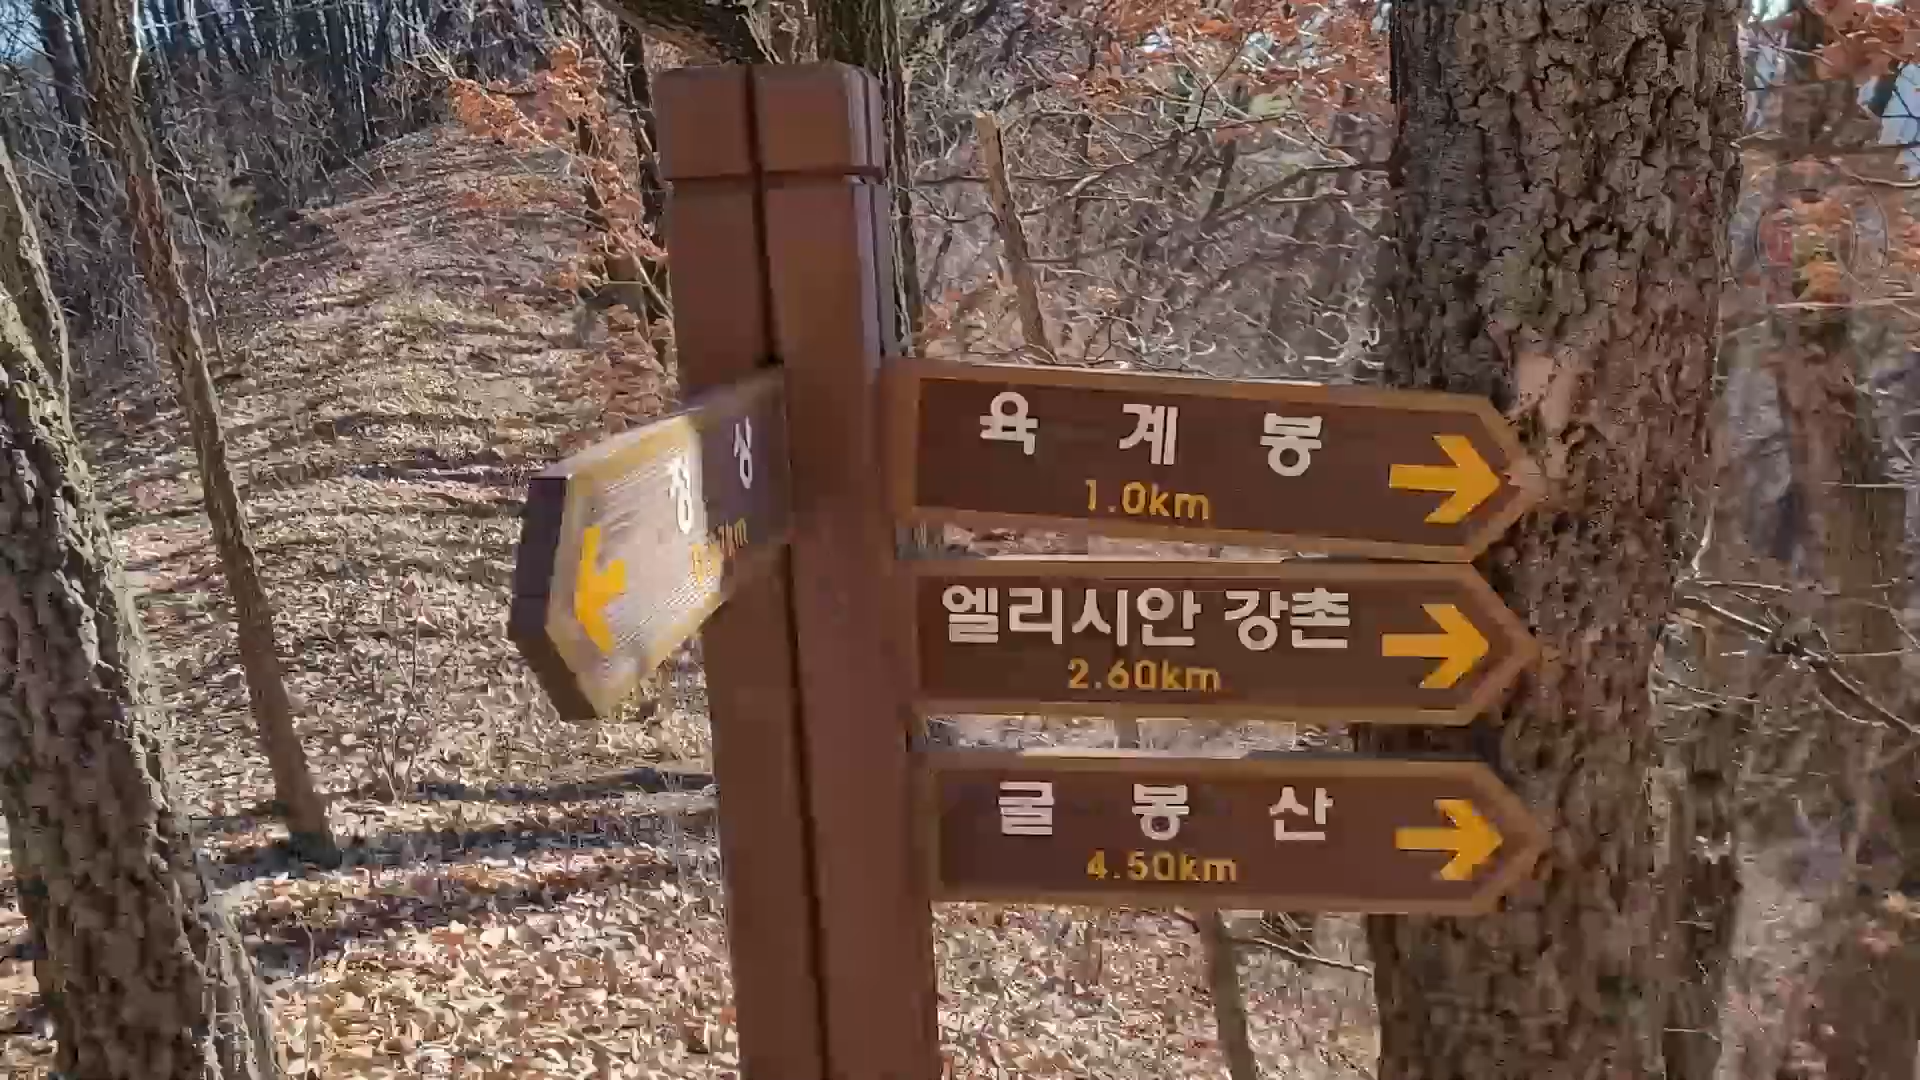 정 상
욕 계 봉
1.0km
엘리시안 강촌
2.60km
굴 봉 산
4.50km